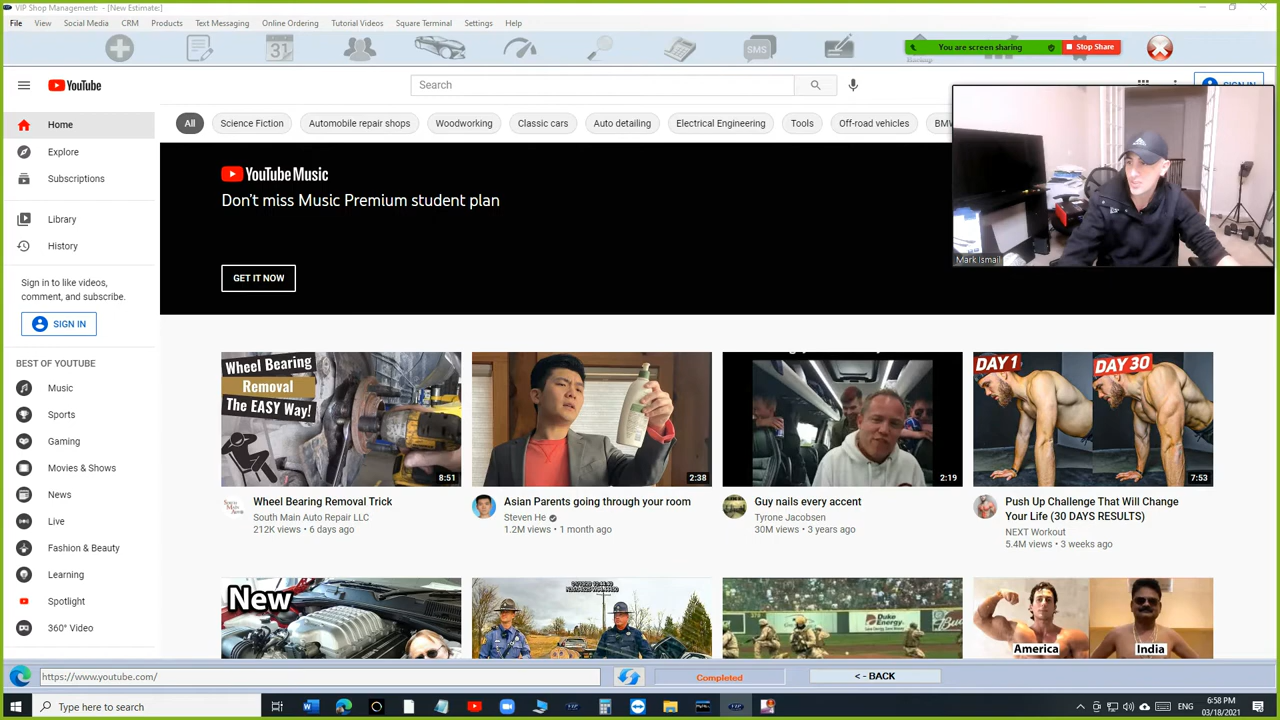 VIP Shop Management: - [New Estimate:]
File View Social Media CRM Products Text Messaging Online Ordering Tutorial Videos Square Terminal Settings Help
31
SMS
You are screen sharing
Stop Share
YouTube
Search
SIGN IN
Home
Explore
Subscriptions
Library
History
Sign in to like videos,
comment, and subscribe.
SIGN IN
BEST OF YOUTUBE
Music
Sports
Gaming
Movies & Shows
News
Live
Fashion & Beauty
Learning
Spotlight
360° Video
All Science Fiction Automobile repair shops Woodworking Classic cars Auto detailing Electrical Engineering Tools Off-road vehicles
YouTube Music
Don't miss Music Premium student plan
GET IT NOW
Mark Ismail
Wheel Bearing
Removal
The EASY Way!
8:51
2:38
2:19
DAY 1
DAY 30
7:53
Wheel Bearing Removal Trick
South Main Auto Repair LLC
212K views • 6 days ago
Asian Parents going through your room
Steven He
1.2M views • 1 month ago
Guy nails every accent
Tyrone Jacobsen
30M views • 3 years ago
Push Up Challenge That Will Change
Your Life (30 DAYS RESULTS)
NEXT Workout
5.4M views • 3 weeks ago
New
Duke Energy
America
India
https://www.youtube.com/
Completed
< - BACK
Type here to search
ENG
6:58 PM
03/18/2021